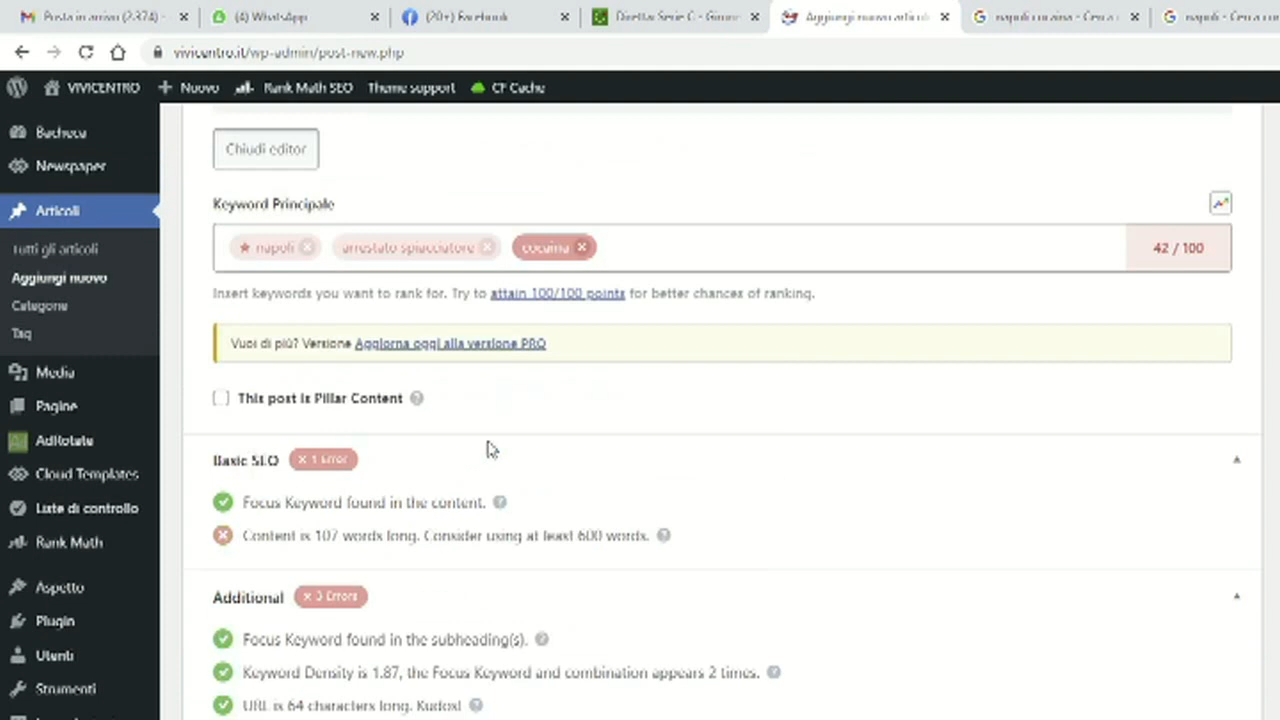 Posta in arrivo (2.374) -
(4) WhatsApp
(20+) Facebook
Diretta Serie C - Girone
Aggiungi nuovo articolo
napoli cocaina - Cerca
napoli - Cerca con
vivicentro.it/wp-admin/post-new.php
VIVICENTRO
Nuovo
Rank Math SEO
Theme support
CF Cache
Bacheca
Newspaper
Articoli
Tutti gli articoli
Aggiungi nuovo
Categorie
Tag
Media
Pagine
AdRotate
Cloud Templates
Liste di controllo
Rank Math
Aspetto
Plugin
Utenti
Strumenti
Chiudi editor
Keyword Principale
napoli
arrestato spiacciatore
cocaina
42 / 100
Insert keywords you want to rank for. Try to attain 100/100 points for better chances of ranking.
Vuoi di più? Versione Aggiorna oggi alla versione PRO
This post is Pillar Content
Basic SEO × 1 Error
Focus Keyword found in the content.
Content is 107 words long. Consider using at least 600 words.
Additional × 3 Errors
Focus Keyword found in the subheading(s).
Keyword Density is 1.87, the Focus Keyword and combination appears 2 times.
URL is 64 characters long. Kudos!